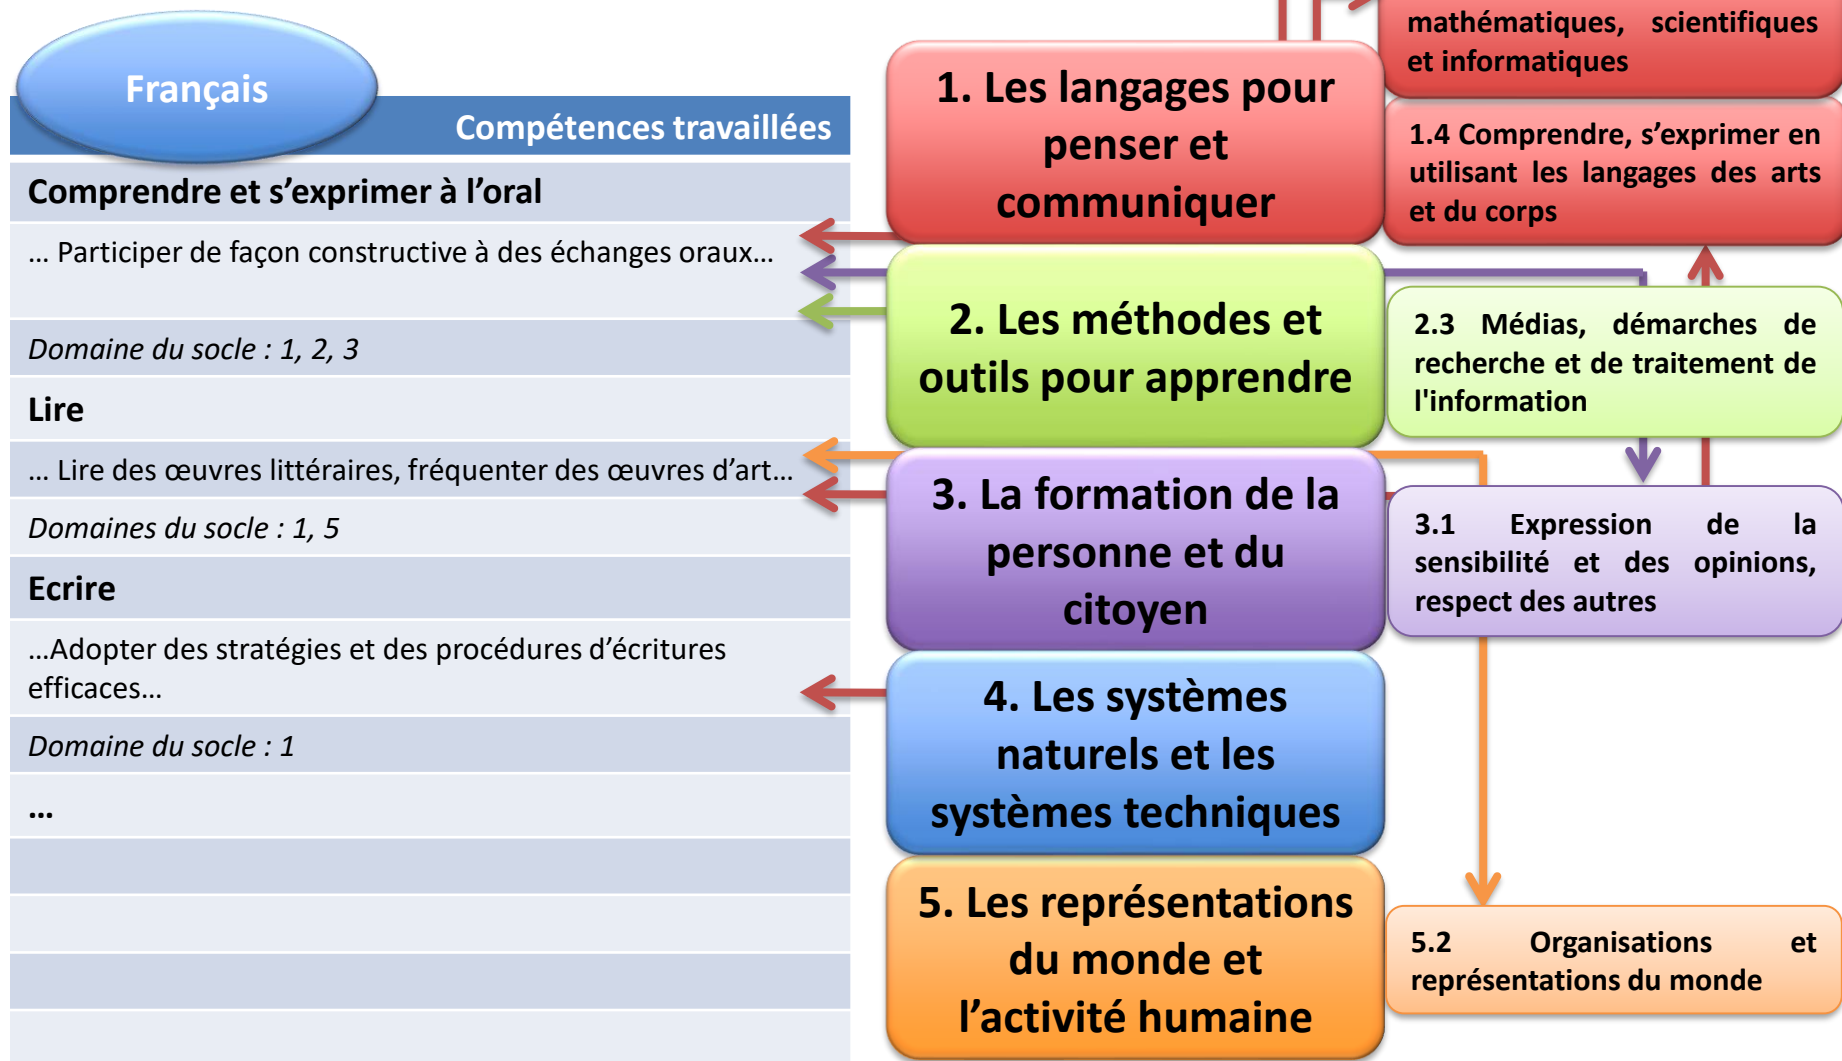 Français
Compétences travaillées
Comprendre et s’exprimer à l’oral
... Participer de façon constructive à des échanges oraux...
Domaine du socle : 1, 2, 3
Lire
... Lire des œuvres littéraires, fréquenter des œuvres d’art...
Domaines du socle : 1, 5
Ecrire
...Adopter des stratégies et des procédures d’écritures
efficaces...
Domaine du socle : 1
...
1. Les langages pour
penser et
communiquer
2. Les méthodes et
outils pour apprendre
3. La formation de la
personne et du
citoyen
4. Les systèmes
naturels et les
systèmes techniques
5. Les représentations
du monde et
l’activité humaine
mathématiques, scientifiques
et informatiques
1.4 Comprendre, s’exprimer en
utilisant les langages des arts
et du corps
2.3 Médias, démarches de
recherche et de traitement de
l'information
3.1 Expression de la
sensibilité et des opinions,
respect des autres
5.2 Organisations et
représentations du monde